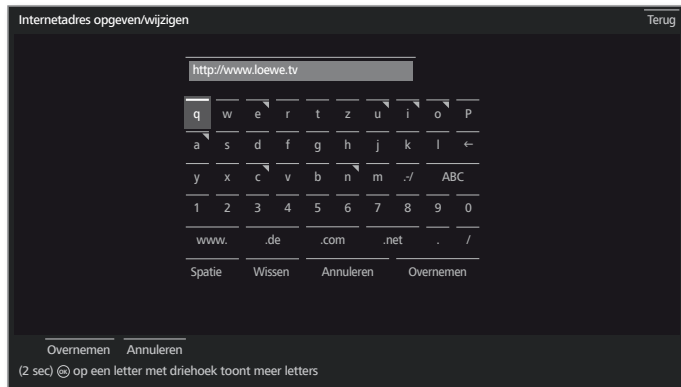 Internetadres opgeven/wijzigen Terug
http://www.loewe.tv
q w e r t z u i o P
a s d f g h j k l ←
y x c v b n m .-/ ABC
1 2 3 4 5 6 7 8 9 0
www. .de .com .net . /
Spatie Wissen Annuleren Overnemen
Overnemen Annuleren
(2 sec) OK op een letter met driehoek toont meer letters